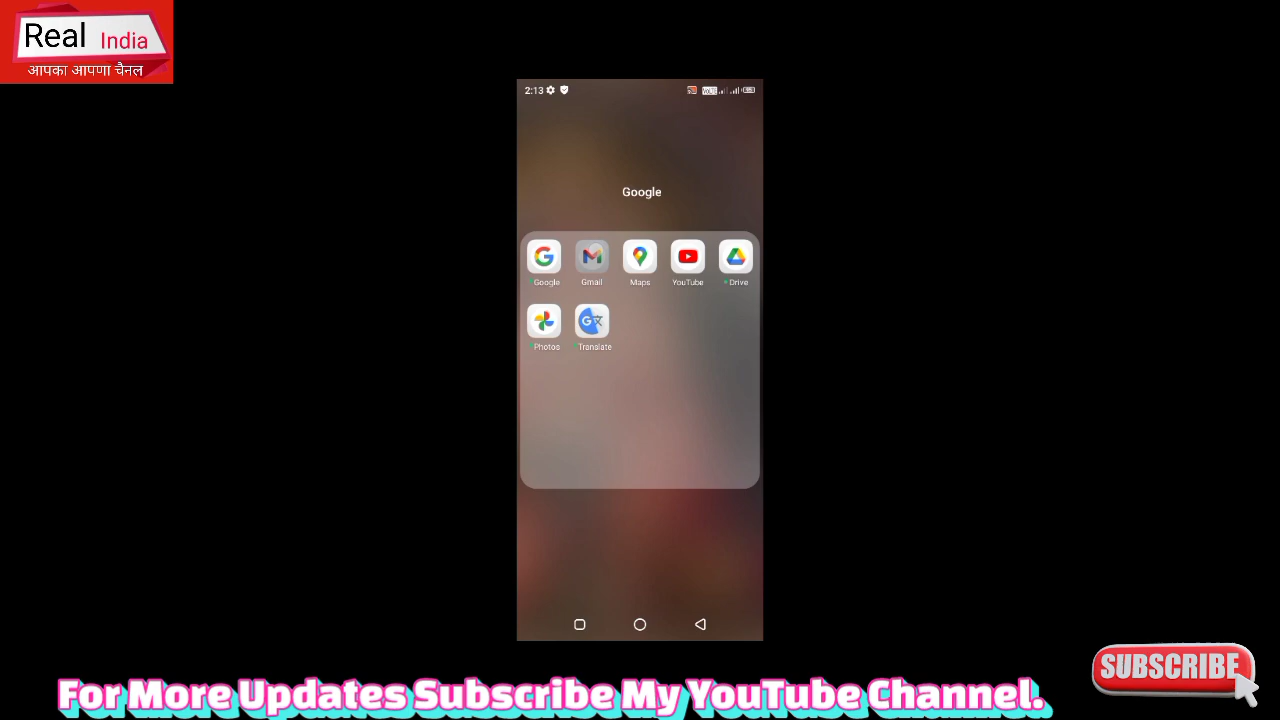 Real India
आपका आपणा चैनल
2:13
Google
Google Gmail Maps YouTube Drive
Photos Translate
SUBSCRIBE
For More Updates Subscribe My YouTube Channel.